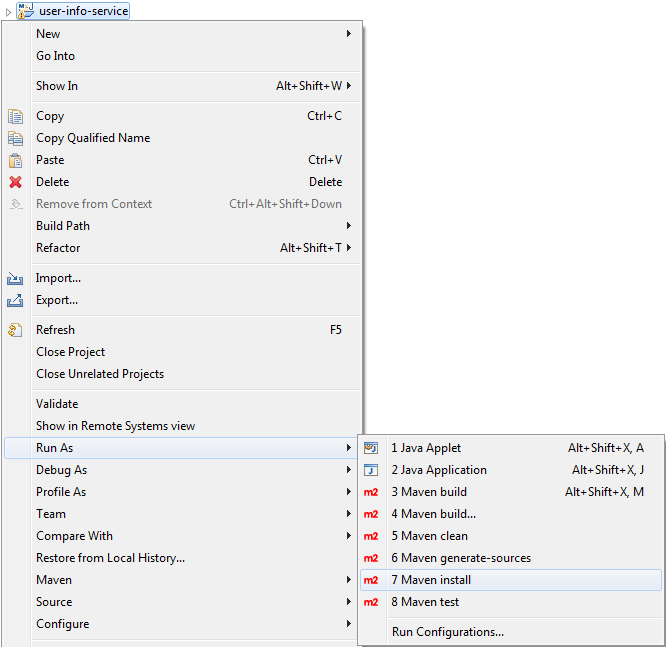 user-info-service
New
Go Into
Show In Alt+Shift+W
Copy Ctrl+C
Copy Qualified Name
Paste Ctrl+V
Delete Delete
Remove from Context Ctrl+Alt+Shift+Down
Build Path
Refactor Alt+Shift+T
Import...
Export...
Refresh F5
Close Project
Close Unrelated Projects
Validate
Show in Remote Systems view
Run As
Debug As
Profile As
Team
Compare With
Restore from Local History...
Maven
Source
Configure
1 Java Applet Alt+Shift+X, A
2 Java Application Alt+Shift+X, J
m2 3 Maven build Alt+Shift+X, M
m2 4 Maven build...
m2 5 Maven clean
m2 6 Maven generate-sources
m2 7 Maven install
m2 8 Maven test
Run Configurations...